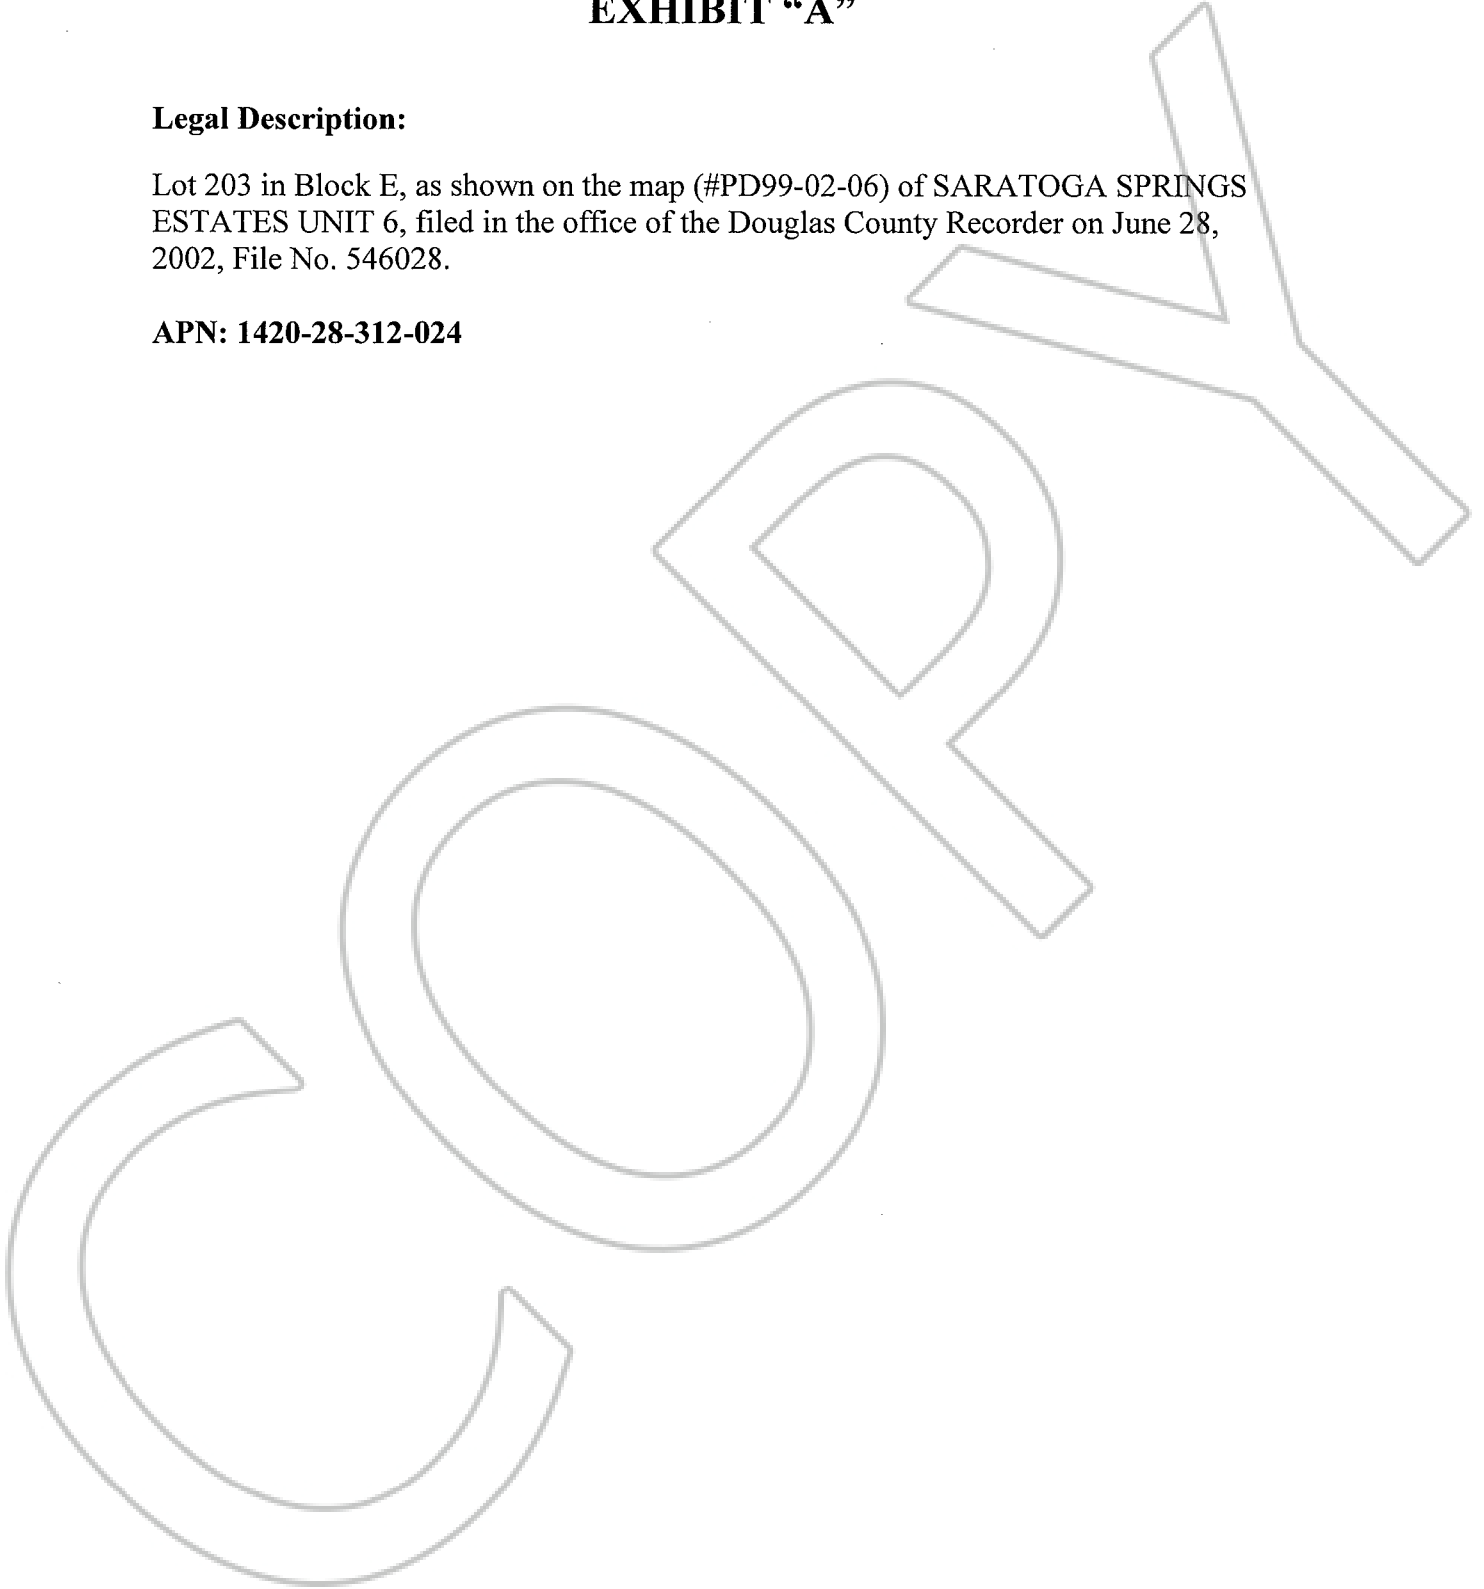 EXHIBIT “A”
Legal Description:
Lot 203 in Block E, as shown on the map (#PD99-02-06) of SARATOGA SPRINGS
ESTATES UNIT 6, filed in the office of the Douglas County Recorder on June 28,
2002, File No. 546028.
APN: 1420-28-312-024
COPY